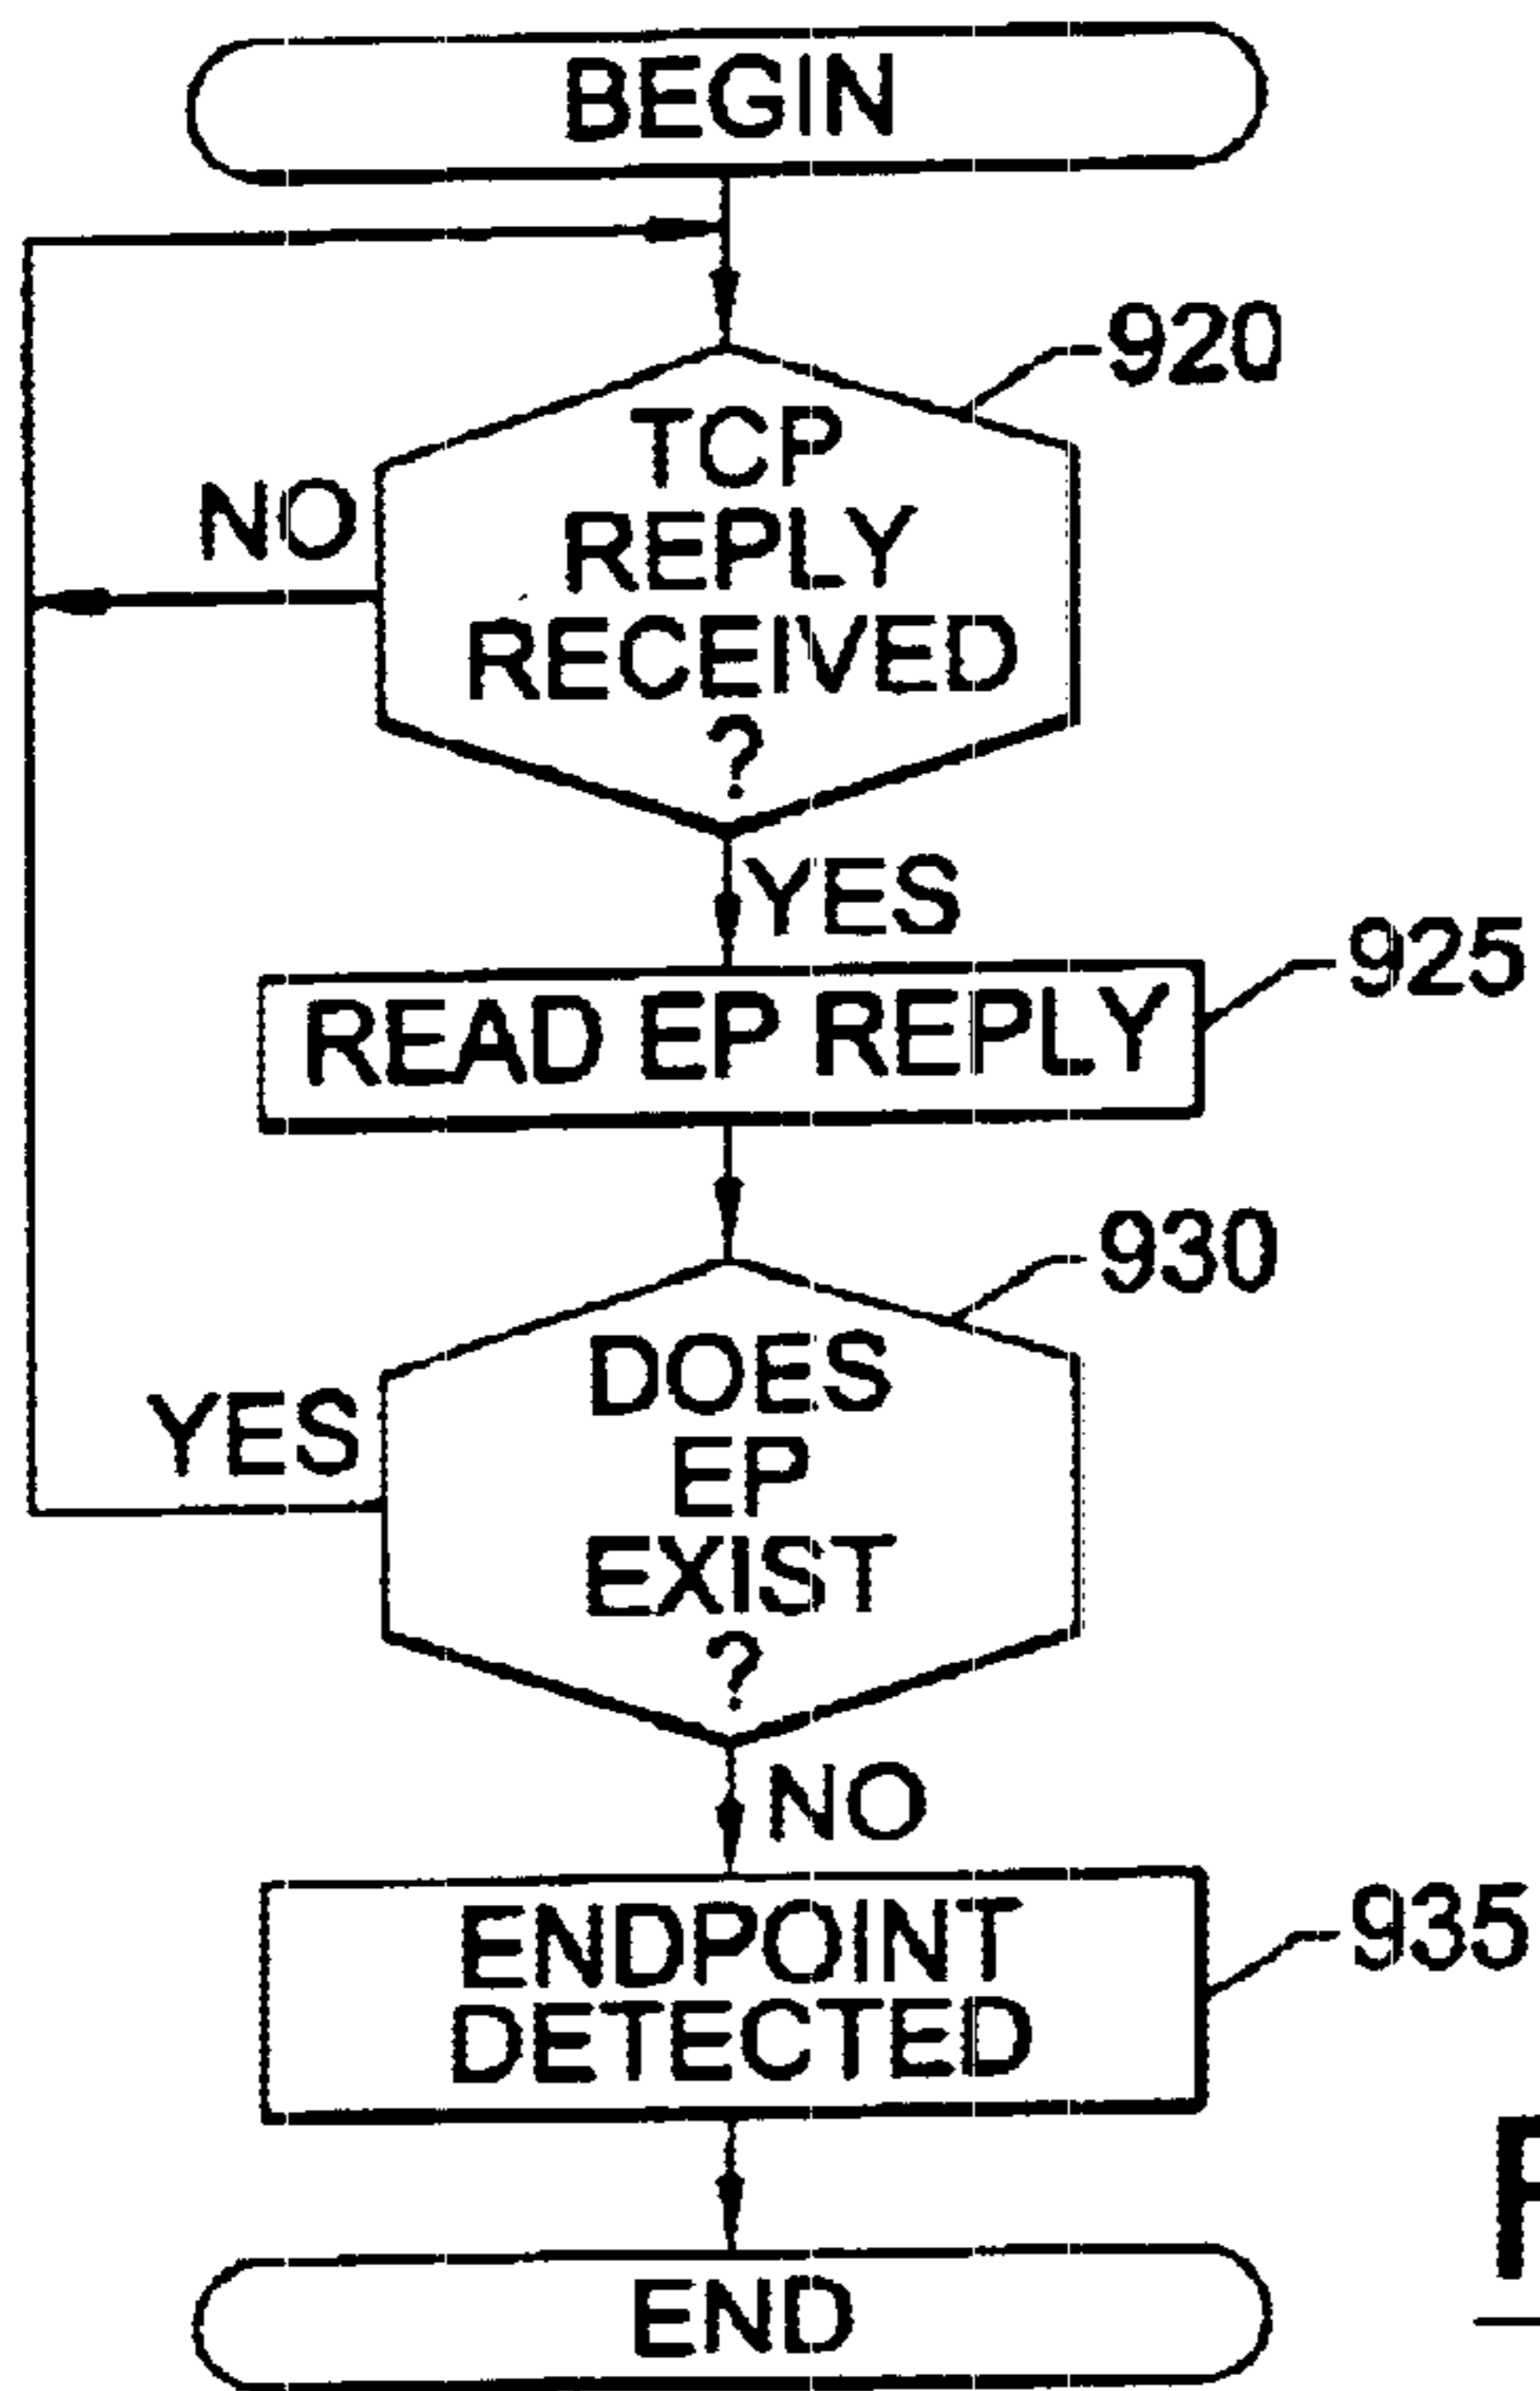 BEGIN
920
TCP
REPLY
RECEIVED
?
NO
YES
925
READ EP REPLY
930
DOES
EP
EXIST
?
YES
NO
ENDPOINT
DETECTED
935
END